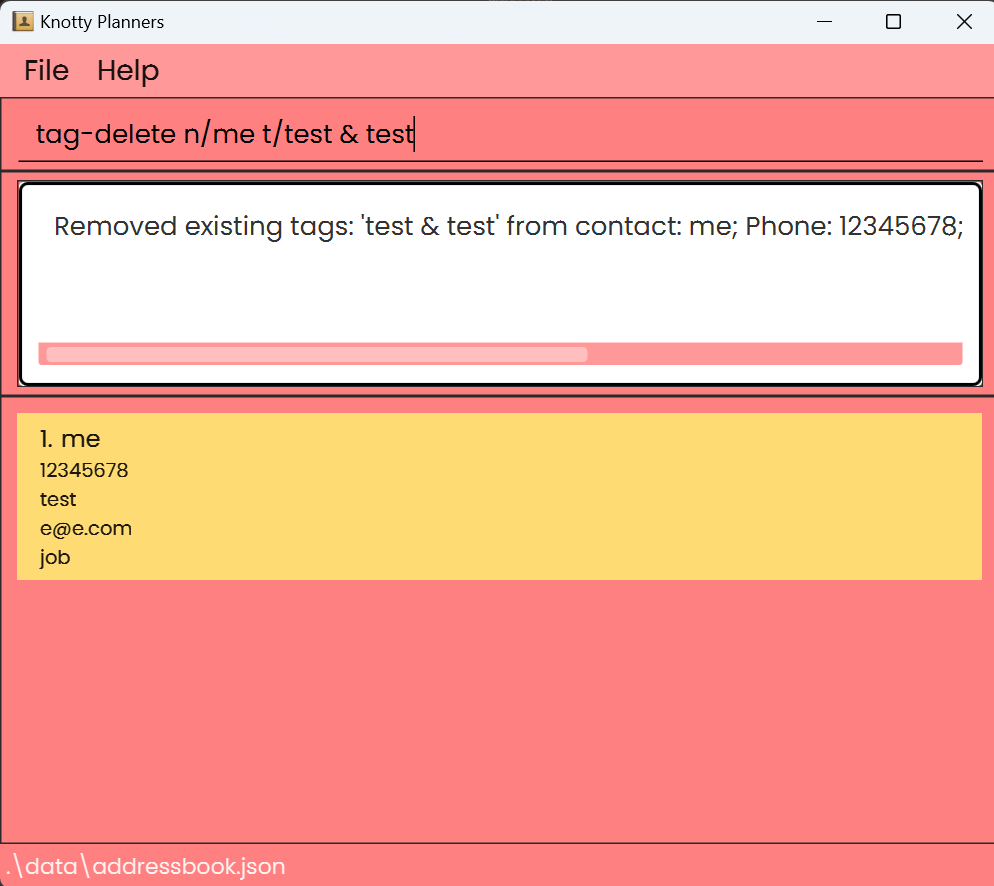 Knotty Planners
File Help
tag-delete n/me t/test & test
Removed existing tags: 'test & test' from contact: me; Phone: 12345678;
1. me
12345678
test
e@e.com
job
.\data\addressbook.json